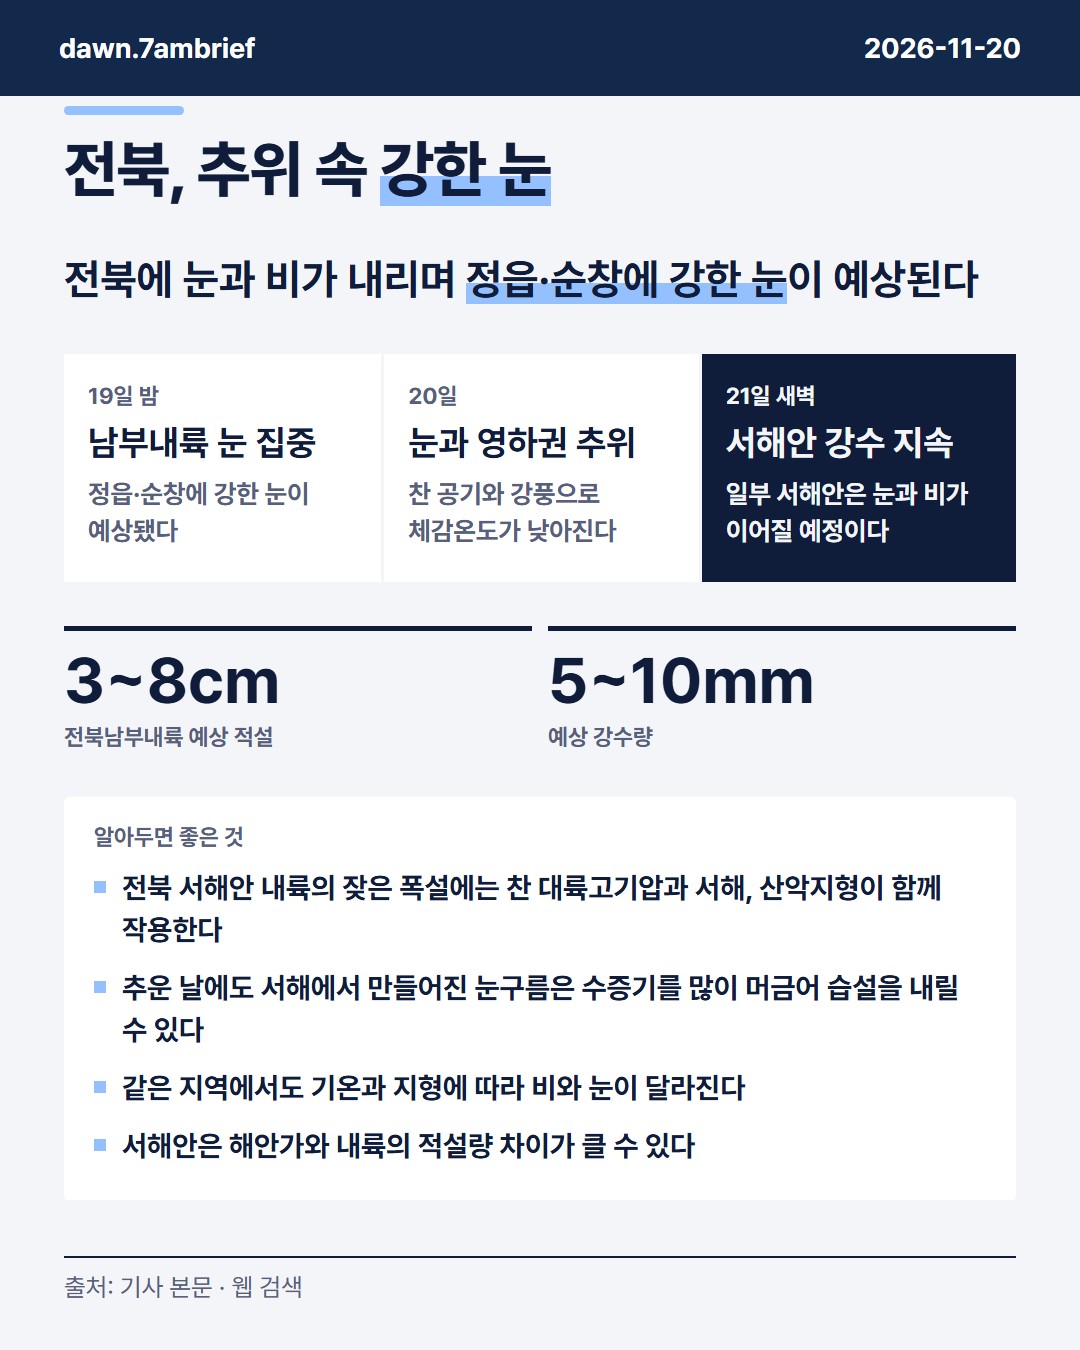 dawn.7ambrief
2026-11-20
전북, 추위 속 강한 눈
전북에 눈과 비가 내리며 정읍·순창에 강한 눈이 예상된다
19일 밤
남부내륙 눈 집중
정읍·순창에 강한 눈이
예상됐다
20일
눈과 영하권 추위
찬 공기와 강풍으로
체감온도가 낮아진다
21일 새벽
서해안 강수 지속
일부 서해안은 눈과 비가
이어질 예정이다
3~8cm
전북남부내륙 예상 적설
5~10mm
예상 강수량
알아두면 좋은 것
전북 서해안 내륙의 잦은 폭설에는 찬 대륙고기압과 서해, 산악지형이 함께
작용한다
추운 날에도 서해에서 만들어진 눈구름은 수증기를 많이 머금어 습설을 내릴
수 있다
같은 지역에서도 기온과 지형에 따라 비와 눈이 달라진다
서해안은 해안가와 내륙의 적설량 차이가 클 수 있다
출처: 기사 본문 · 웹 검색